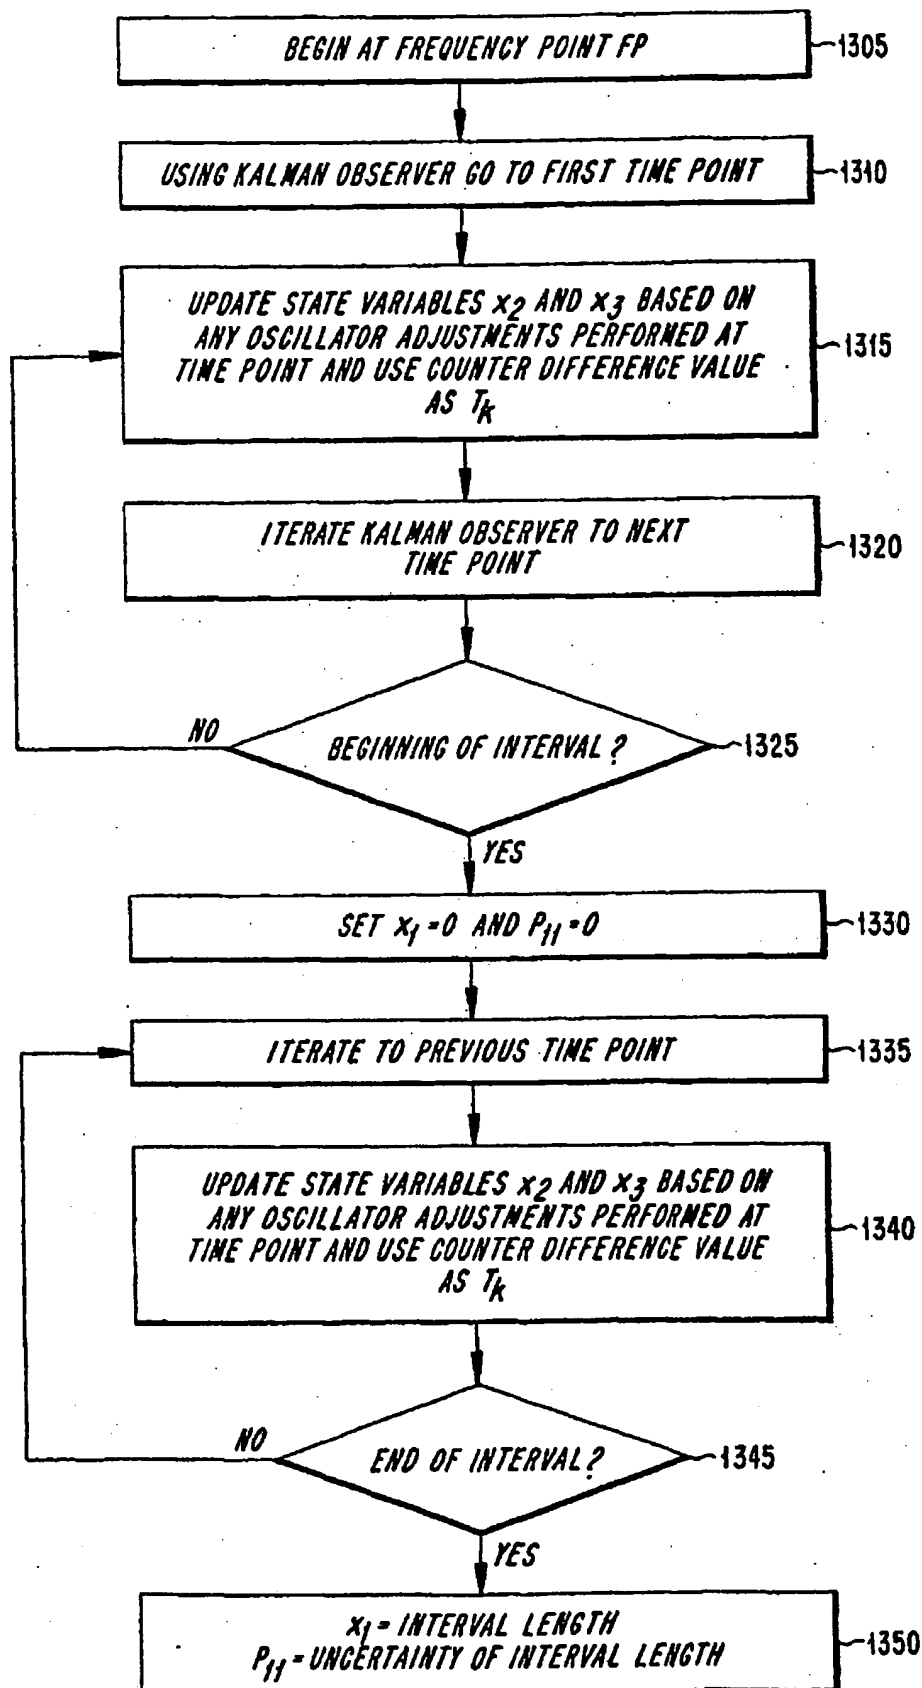 BEGIN AT FREQUENCY POINT FP
1305
USING KALMAN OBSERVER GO TO FIRST TIME POINT
1310
UPDATE STATE VARIABLES x2 AND x3 BASED ON
ANY OSCILLATOR ADJUSTMENTS PERFORMED AT
TIME POINT AND USE COUNTER DIFFERENCE VALUE
AS Tk
1315
ITERATE KALMAN OBSERVER TO NEXT
TIME POINT
1320
NO
BEGINNING OF INTERVAL?
1325
YES
SET x1=0 AND P11=0
1330
ITERATE TO PREVIOUS TIME POINT
1335
UPDATE STATE VARIABLES x2 AND x3 BASED ON
ANY OSCILLATOR ADJUSTMENTS PERFORMED AT
TIME POINT AND USE COUNTER DIFFERENCE VALUE
AS Tk
1340
NO
END OF INTERVAL?
1345
YES
x1= INTERVAL LENGTH
P11= UNCERTAINTY OF INTERVAL LENGTH
1350